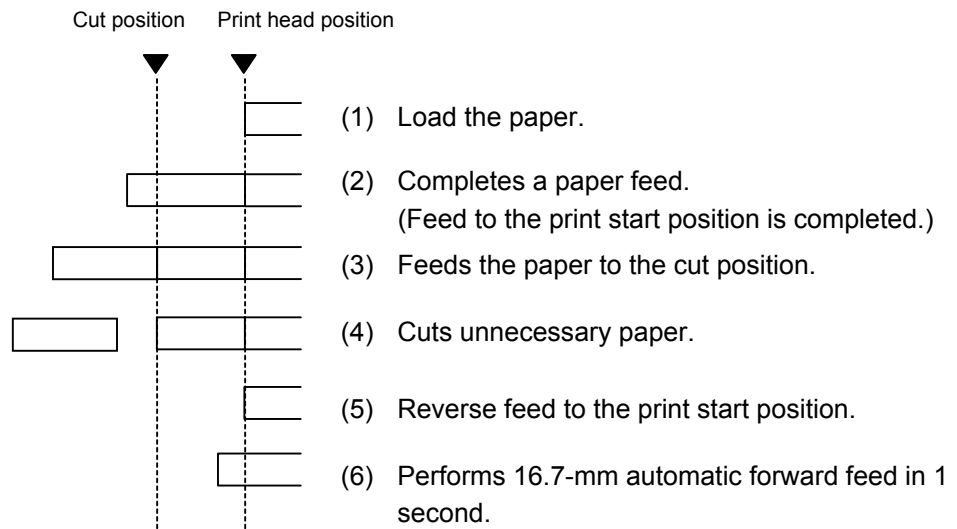 Cut position Print head position
(1) Load the paper.
(2) Completes a paper feed.
(Feed to the print start position is completed.)
(3) Feeds the paper to the cut position.
(4) Cuts unnecessary paper.
(5) Reverse feed to the print start position.
(6) Performs 16.7-mm automatic forward feed in 1
second.